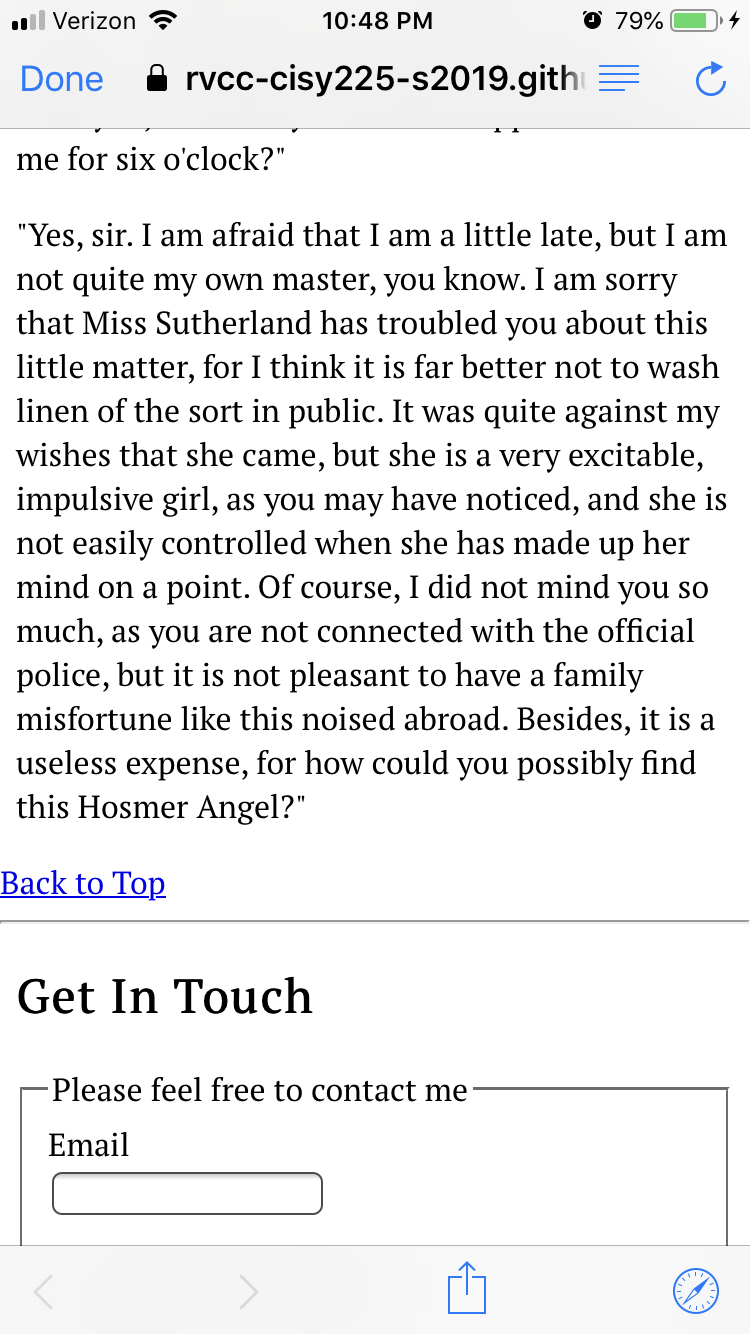 Verizon 10:48 PM 79%
Done rvcc-cisy225-s2019.gith
me for six o'clock?"
"Yes, sir. I am afraid that I am a little late, but I am
not quite my own master, you know. I am sorry
that Miss Sutherland has troubled you about this
little matter, for I think it is far better not to wash
linen of the sort in public. It was quite against my
wishes that she came, but she is a very excitable,
impulsive girl, as you may have noticed, and she is
not easily controlled when she has made up her
mind on a point. Of course, I did not mind you so
much, as you are not connected with the official
police, but it is not pleasant to have a family
misfortune like this noised abroad. Besides, it is a
useless expense, for how could you possibly find
this Hosmer Angel?"
Back to Top
Get In Touch
Please feel free to contact me
Email